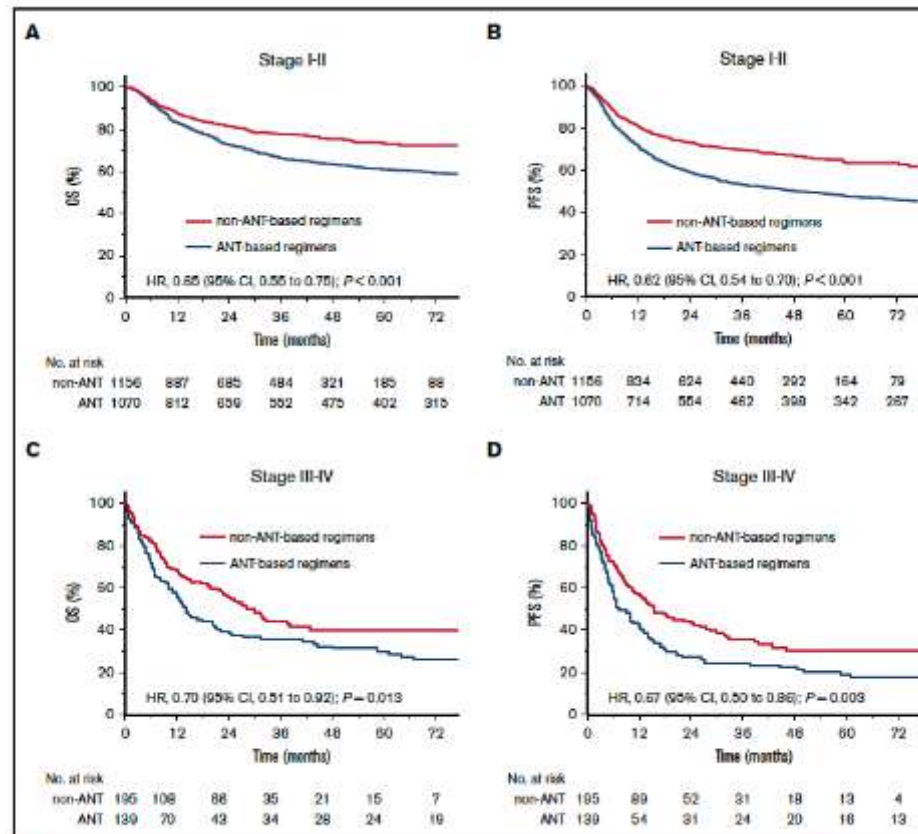 A
Stage I-II
100
80
60
40
20
0
OS (%)
non-ANT-based regimens
ANT-based regimens
HR, 0.65 (95% CI, 0.56 to 0.75); P < 0.001
0 12 24 36 48 60 72
Time (months)
No. at risk
non-ANT 1156 887 685 484 321 185 88
ANT 1070 812 659 552 475 402 315
B
Stage I-II
100
80
60
40
20
0
PFS (%)
non-ANT-based regimens
ANT-based regimens
HR, 0.62 (95% CI, 0.54 to 0.70); P < 0.001
0 12 24 36 48 60 72
Time (months)
No. at risk
non-ANT 1156 834 624 440 292 164 79
ANT 1070 714 554 462 398 342 267
C
Stage III-IV
100
80
60
40
20
0
OS (%)
non-ANT-based regimens
ANT-based regimens
HR, 0.70 (95% CI, 0.51 to 0.92); P = 0.013
0 12 24 36 48 60 72
Time (months)
No. at risk
non-ANT 195 108 66 35 21 15 7
ANT 139 70 43 34 28 24 19
D
Stage III-IV
100
80
60
40
20
0
PFS (%)
non-ANT-based regimens
ANT-based regimens
HR, 0.67 (95% CI, 0.50 to 0.86); P = 0.003
0 12 24 36 48 60 72
Time (months)
No. at risk
non-ANT 195 89 52 31 18 13 4
ANT 139 54 31 24 20 16 13